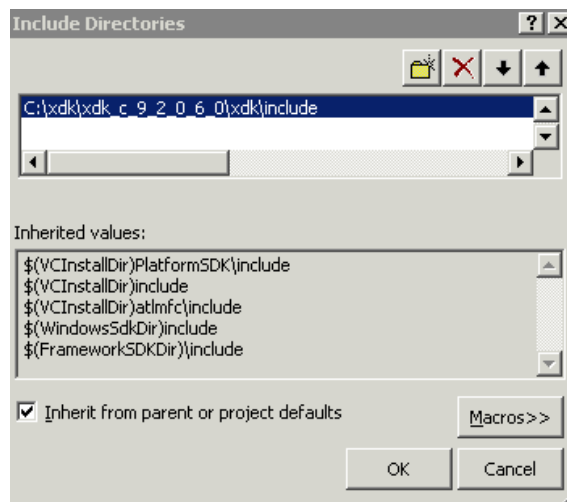 Include Directories
C:\xdk\xdk_c_9_2_0_6_0\xdk\include
Inherited values:
$(VCInstallDir)PlatformSDK\include
$(VCInstallDir)include
$(VCInstallDir)atlmfc\include
$(WindowsSdkDir)include
$(FrameworkSDKDir)\include
Inherit from parent or project defaults
Macros>>
OK
Cancel